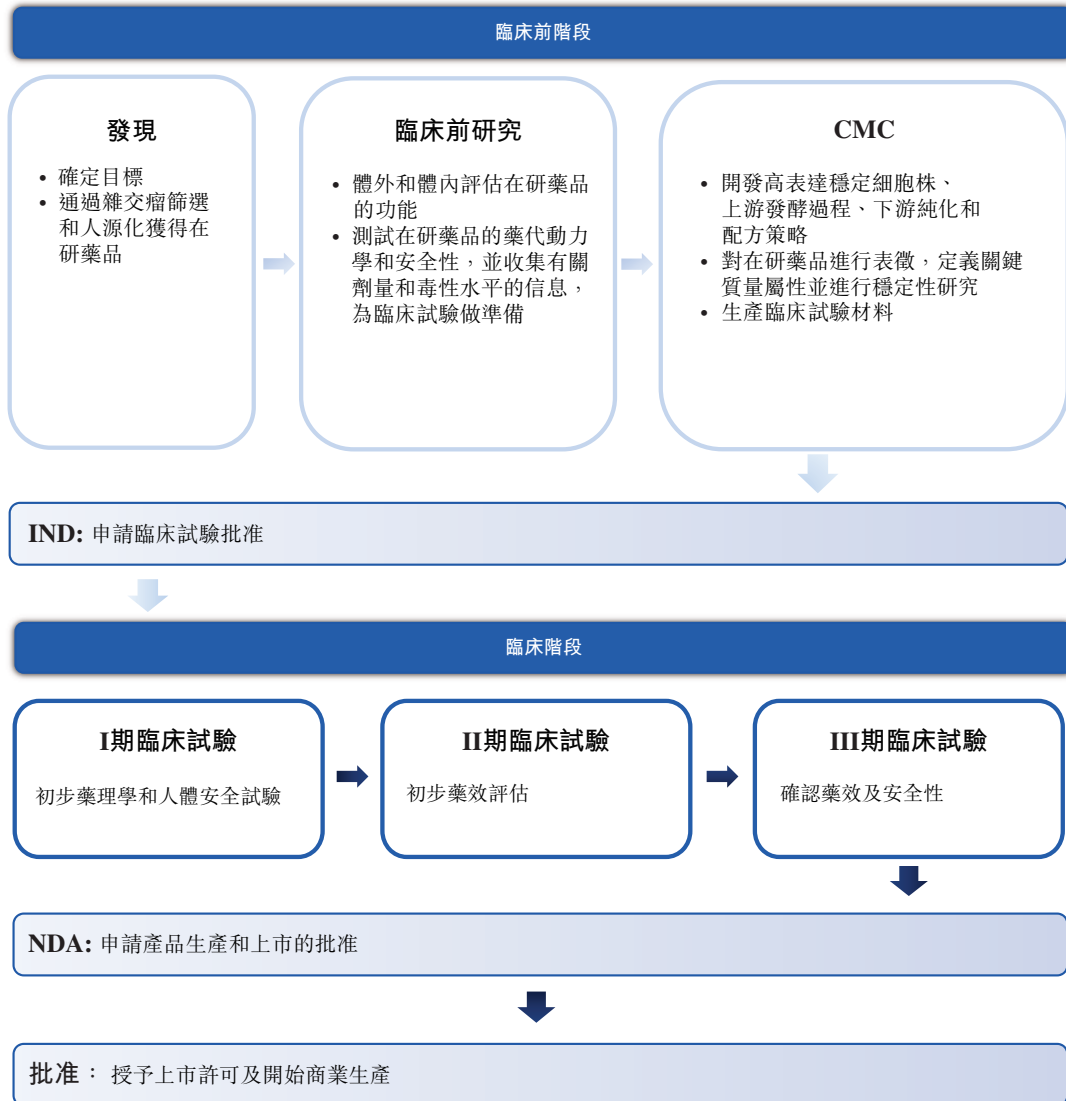 臨床前階段
發現
• 確定目標
• 通過雜交瘤篩選
和人源化獲得在
研藥品
臨床前研究
• 體外和體內評估在研藥品
的功能
• 測試在研藥品的藥代動力
學和安全性，並收集有關
劑量和毒性水平的信息，
為臨床試驗做準備
CMC
• 開發高表達穩定細胞株、
上游發酵過程、下游純化和
配方策略
• 對在研藥品進行表徵，定義關鍵
質量屬性並進行穩定性研究
• 生產臨床試驗材料
IND: 申請臨床試驗批准
臨床階段
I期臨床試驗
初步藥理學和人體安全試驗
II期臨床試驗
初步藥效評估
III期臨床試驗
確認藥效及安全性
NDA: 申請產品生產和上市的批准
批准： 授予上市許可及開始商業生產